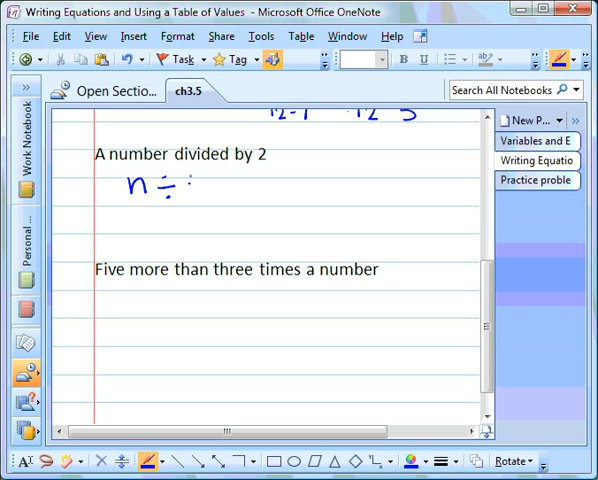 Writing Equations and Using a Table of Values - Microsoft Office OneNote
File Edit View Insert Format Share Tools Table Window Help
Back Task Tag B U ab
Open Sectio... ch3.5 Search All Notebooks
Work Notebook
Personal
New P...
Variables and E
Writing Equatio
Practice proble
A number divided by 2
n ÷
Five more than three times a number
A Rotate